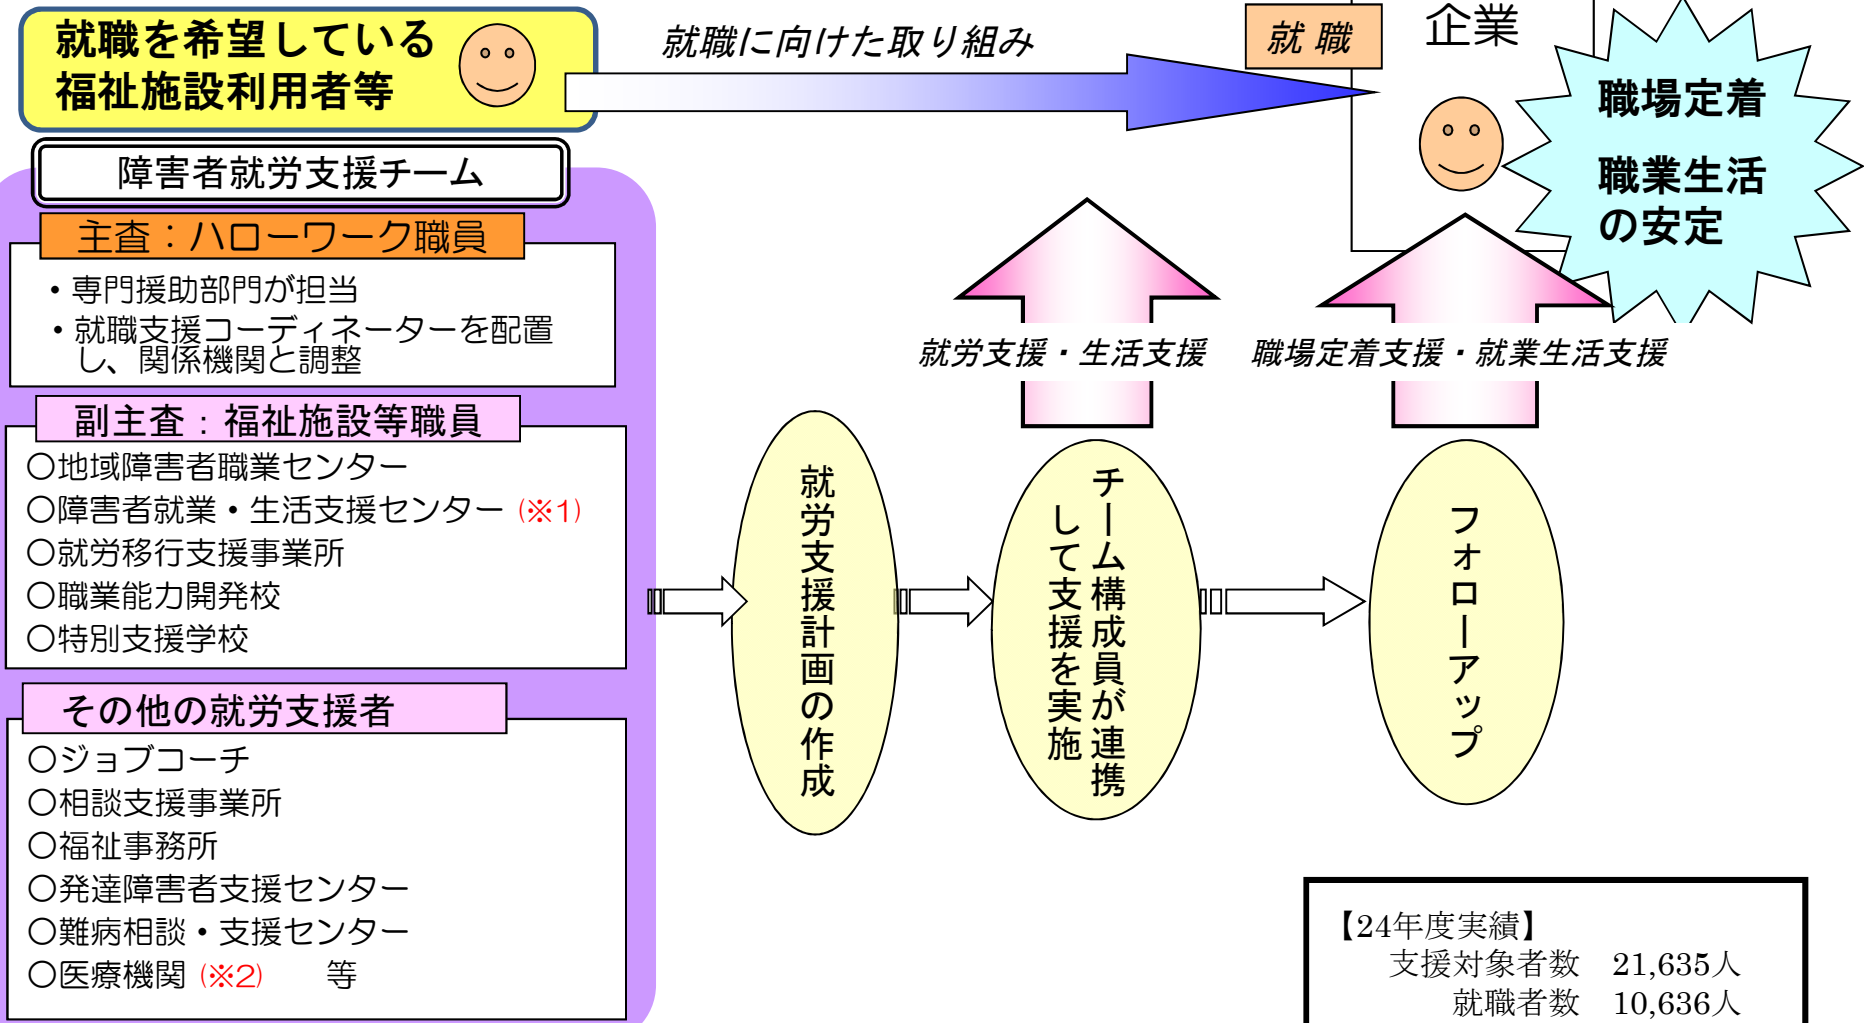 就職を希望している
福祉施設利用者等
就職に向けた取り組み
就 職
企業
職場定着
職業生活
の安定
障害者就労支援チーム
主査：ハローワーク職員
・専門援助部門が担当
・就職支援コーディネーターを配置
し、関係機関と調整
副主査：福祉施設等職員
○地域障害者職業センター
○障害者就業・生活支援センター (※1)
○就労移行支援事業所
○職業能力開発校
○特別支援学校
その他の就労支援者
○ジョブコーチ
○相談支援事業所
○福祉事務所
○発達障害者支援センター
○難病相談・支援センター
○医療機関 (※2) 等
就労支援・生活支援
職場定着支援・就業生活支援
就労支援計画の作成
チーム構成員が連携
して支援を実施
フォローアップ
【24年度実績】
支援対象者数 21,635人
就職者数 10,636人